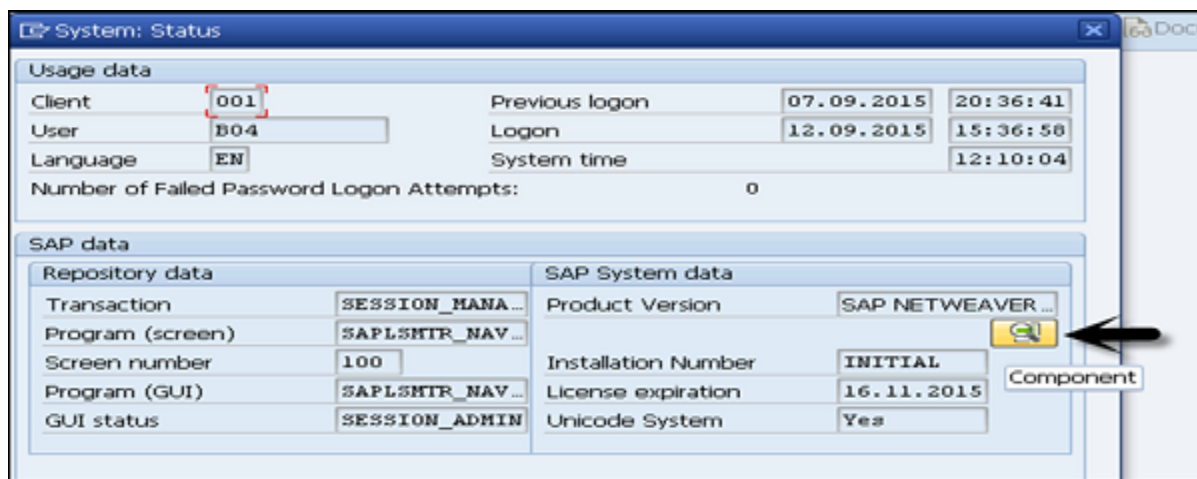 System: Status
Doc
Usage data
Client 001 Previous logon 07.09.2015 20:36:41
User B04 Logon 12.09.2015 15:36:58
Language EN System time 12:10:04
Number of Failed Password Logon Attempts: 0
SAP data
Repository data SAP System data
Transaction SESSION_MANA... Product Version SAP NETWEAVER ...
Program (screen) SAPLSMTR_NAV...
Screen number 100 Installation Number INITIAL
Component
Program (GUI) SAPLSMTR_NAV... License expiration 16.11.2015
GUI status SESSION_ADMIN Unicode System Yes